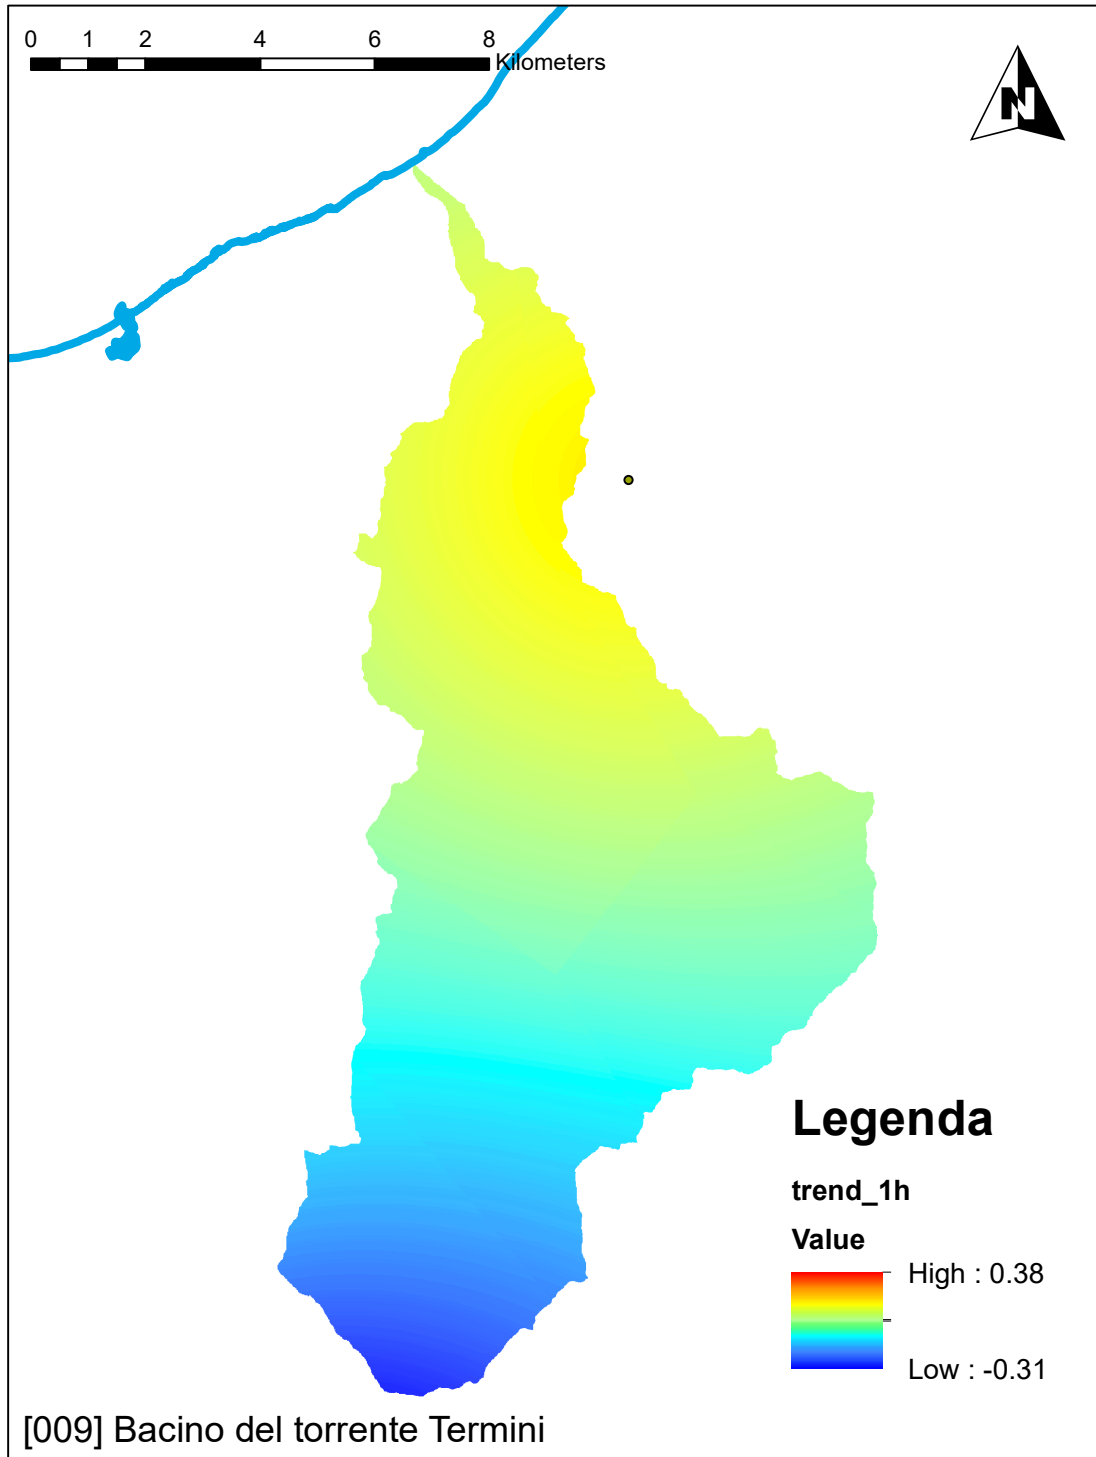 0 1 2 4 6 8
Kilometers
N
Legenda
trend_1h
Value
High : 0.38
Low : -0.31
[009] Bacino del torrente Termini